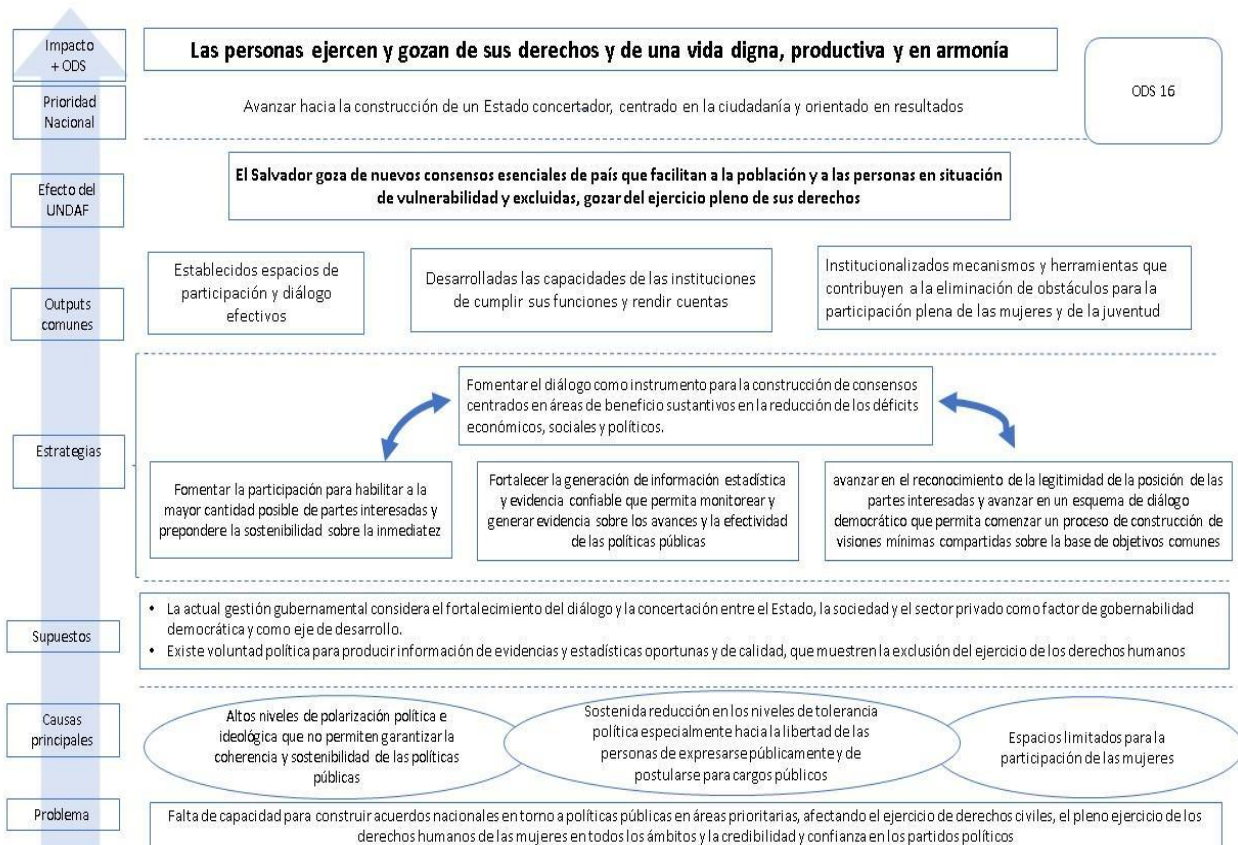 Impacto
+ ODS
Las personas ejercen y gozan de sus derechos y de una vida digna, productiva y en armonía
ODS 16
Prioridad
Nacional
Avanzar hacia la construcción de un Estado concertador, centrado en la ciudadanía y orientado en resultados
Efecto del
UNDAF
El Salvador goza de nuevos consensos esenciales de país que facilitan a la población y a las personas en situación
de vulnerabilidad y excluidas, gozar del ejercicio pleno de sus derechos
Outputs
comunes
Establecidos espacios de
participación y diálogo
efectivos
Desarrolladas las capacidades de las instituciones
de cumplir sus funciones y rendir cuentas
Institucionalizados mecanismos y herramientas que
contribuyen a la eliminación de obstáculos para la
participación plena de las mujeres y de la juventud
Estrategias
Fomentar el diálogo como instrumento para la construcción de consensos
centrados en áreas de beneficio sustantivos en la reducción de los déficits
económicos, sociales y políticos.
Fomentar la participación para habilitar a la
mayor cantidad posible de partes interesadas y
prepondere la sostenibilidad sobre la inmediatez
Fortalecer la generación de información estadística
y evidencia confiable que permita monitorear y
generar evidencia sobre los avances y la efectividad
de las políticas públicas
avanzar en el reconocimiento de la legitimidad de la posición de las
partes interesadas y avanzar en un esquema de diálogo
democrático que permita comenzar un proceso de construcción de
visiones mínimas compartidas sobre la base de objetivos comunes
Supuestos
• La actual gestión gubernamental considera el fortalecimiento del diálogo y la concertación entre el Estado, la sociedad y el sector privado como factor de gobernabilidad
democrática y como eje de desarrollo.
• Existe voluntad política para producir información de evidencias y estadísticas oportunas y de calidad, que muestren la exclusión del ejercicio de los derechos humanos
Causas
principales
Altos niveles de polarización política e
ideológica que no permiten garantizar la
coherencia y sostenibilidad de las políticas
públicas
Sostenida reducción en los niveles de tolerancia
política especialmente hacia la libertad de las
personas de expresarse públicamente y de
postularse para cargos públicos
Espacios limitados para la
participación de las mujeres
Problema
Falta de capacidad para construir acuerdos nacionales en torno a políticas públicas en áreas prioritarias, afectando el ejercicio de derechos civiles, el pleno ejercicio de los
derechos humanos de las mujeres en todos los ámbitos y la credibilidad y confianza en los partidos políticos